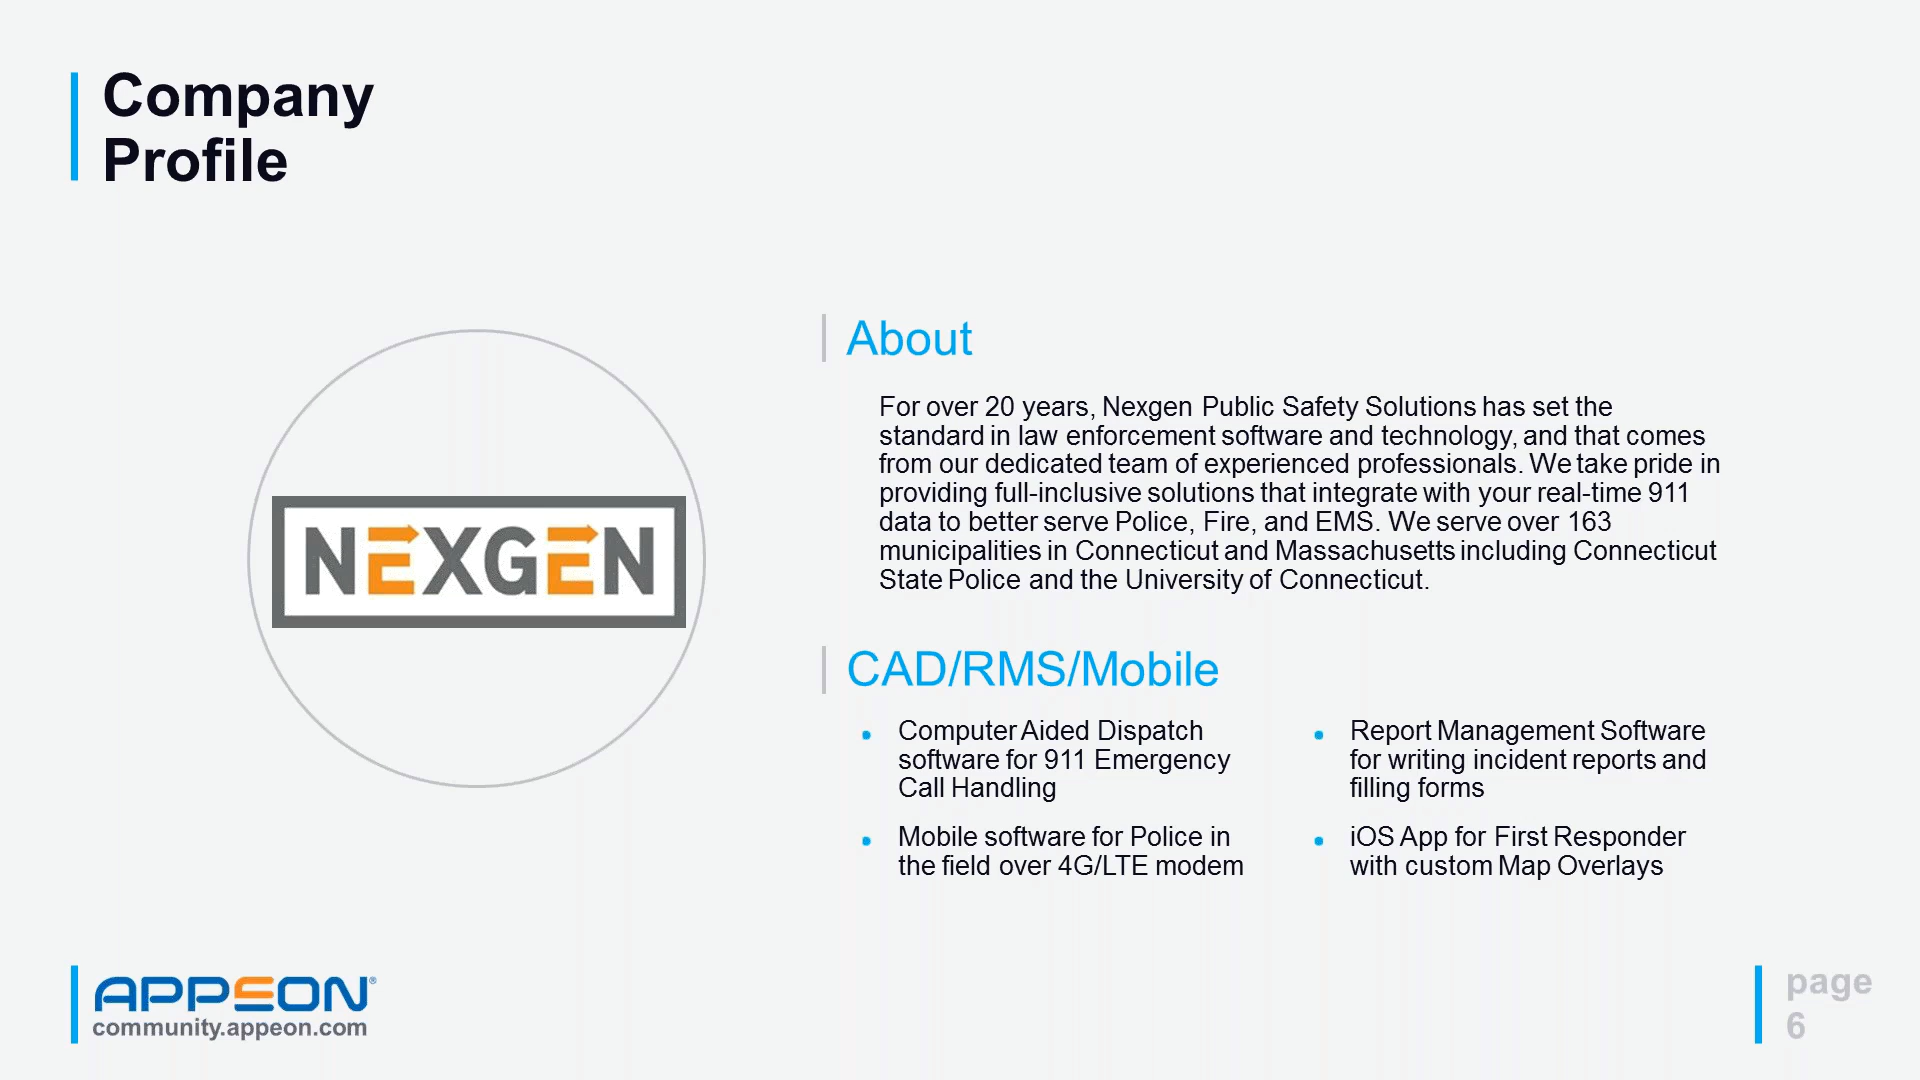 Company
Profile
NEXGEN
About
For over 20 years, Nexgen Public Safety Solutions has set the
standard in law enforcement software and technology, and that comes
from our dedicated team of experienced professionals. We take pride in
providing full-inclusive solutions that integrate with your real-time 911
data to better serve Police, Fire, and EMS. We serve over 163
municipalities in Connecticut and Massachusetts including Connecticut
State Police and the University of Connecticut.
CAD/RMS/Mobile
• Computer Aided Dispatch
software for 911 Emergency
Call Handling
• Mobile software for Police in
the field over 4G/LTE modem
• Report Management Software
for writing incident reports and
filling forms
• iOS App for First Responder
with custom Map Overlays
APPEON®
community.appeon.com
page
6